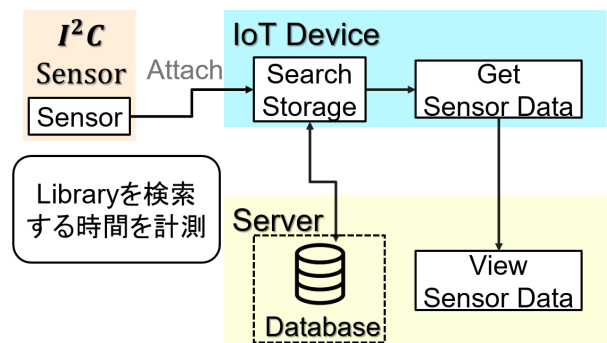 I²C
Sensor
Sensor
Attach
IoT Device
Search
Storage
Get
Sensor Data
Libraryを検索
する時間を計測
Server
Database
View
Sensor Data